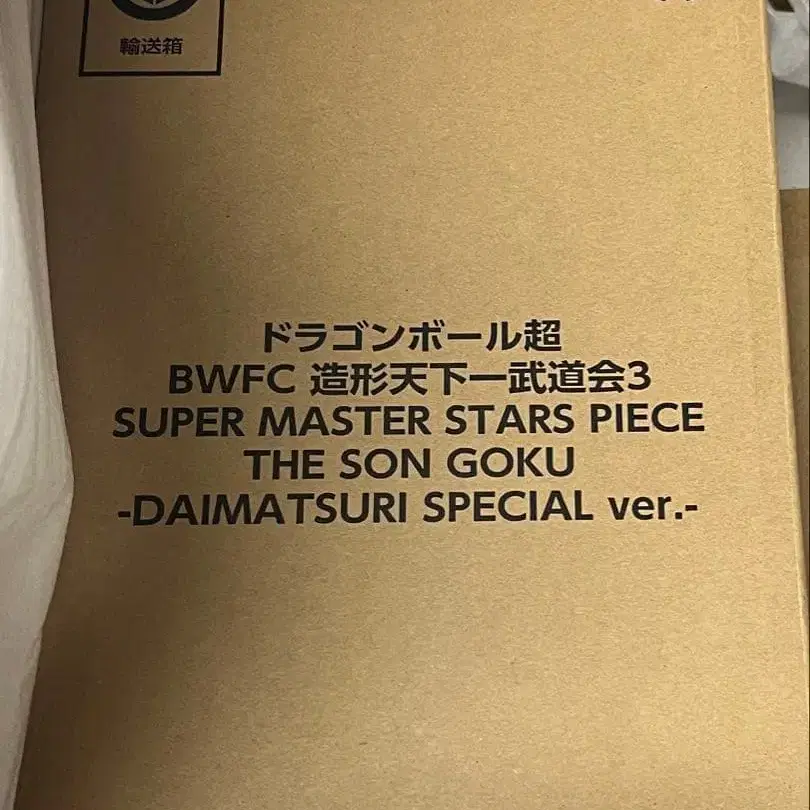 輸送箱
ドラゴンボール超
BWFC 造形天下一武道会3
SUPER MASTER STARS PIECE
THE SON GOKU
-DAIMATSURI SPECIAL ver.-